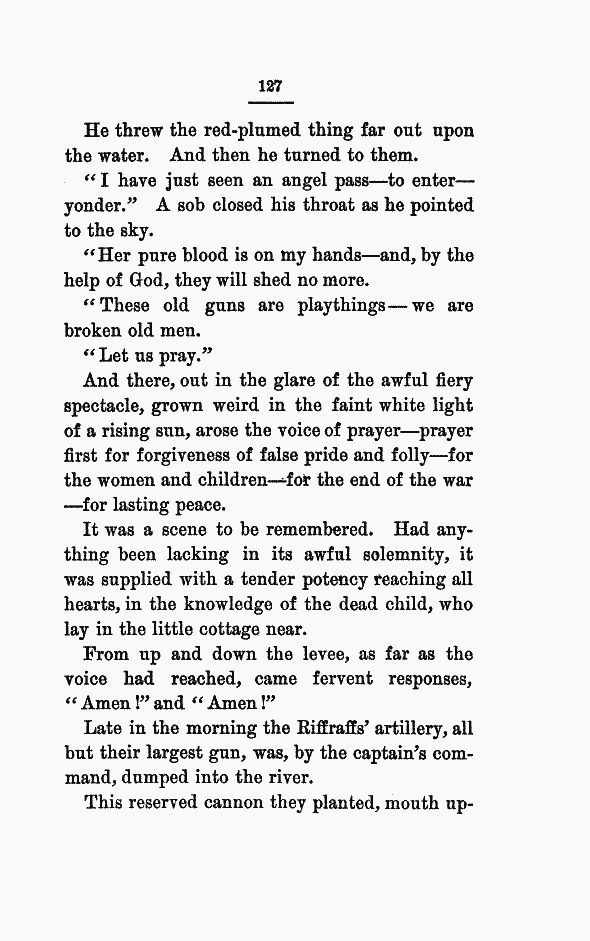 127
He threw the red-plumed thing far out upon
the water. And then he turned to them.
“I have just seen an angel pass—to enter—
yonder.” A sob closed his throat as he pointed
to the sky.
“Her pure blood is on my hands—and, by the
help of God, they will shed no more.
“These old guns are playthings—we are
broken old men.
“Let us pray.”
And there, out in the glare of the awful fiery
spectacle, grown weird in the faint white light
of a rising sun, arose the voice of prayer—prayer
first for forgiveness of false pride and folly—for
the women and children—for the end of the war
—for lasting peace.
It was a scene to be remembered. Had any-
thing been lacking in its awful solemnity, it
was supplied with a tender potency reaching all
hearts, in the knowledge of the dead child, who
lay in the little cottage near.
From up and down the levee, as far as the
voice had reached, came fervent responses,
“Amen!” and “Amen!”
Late in the morning the Riffraffs’ artillery, all
but their largest gun, was, by the captain’s com-
mand, dumped into the river.
This reserved cannon they planted, mouth up-